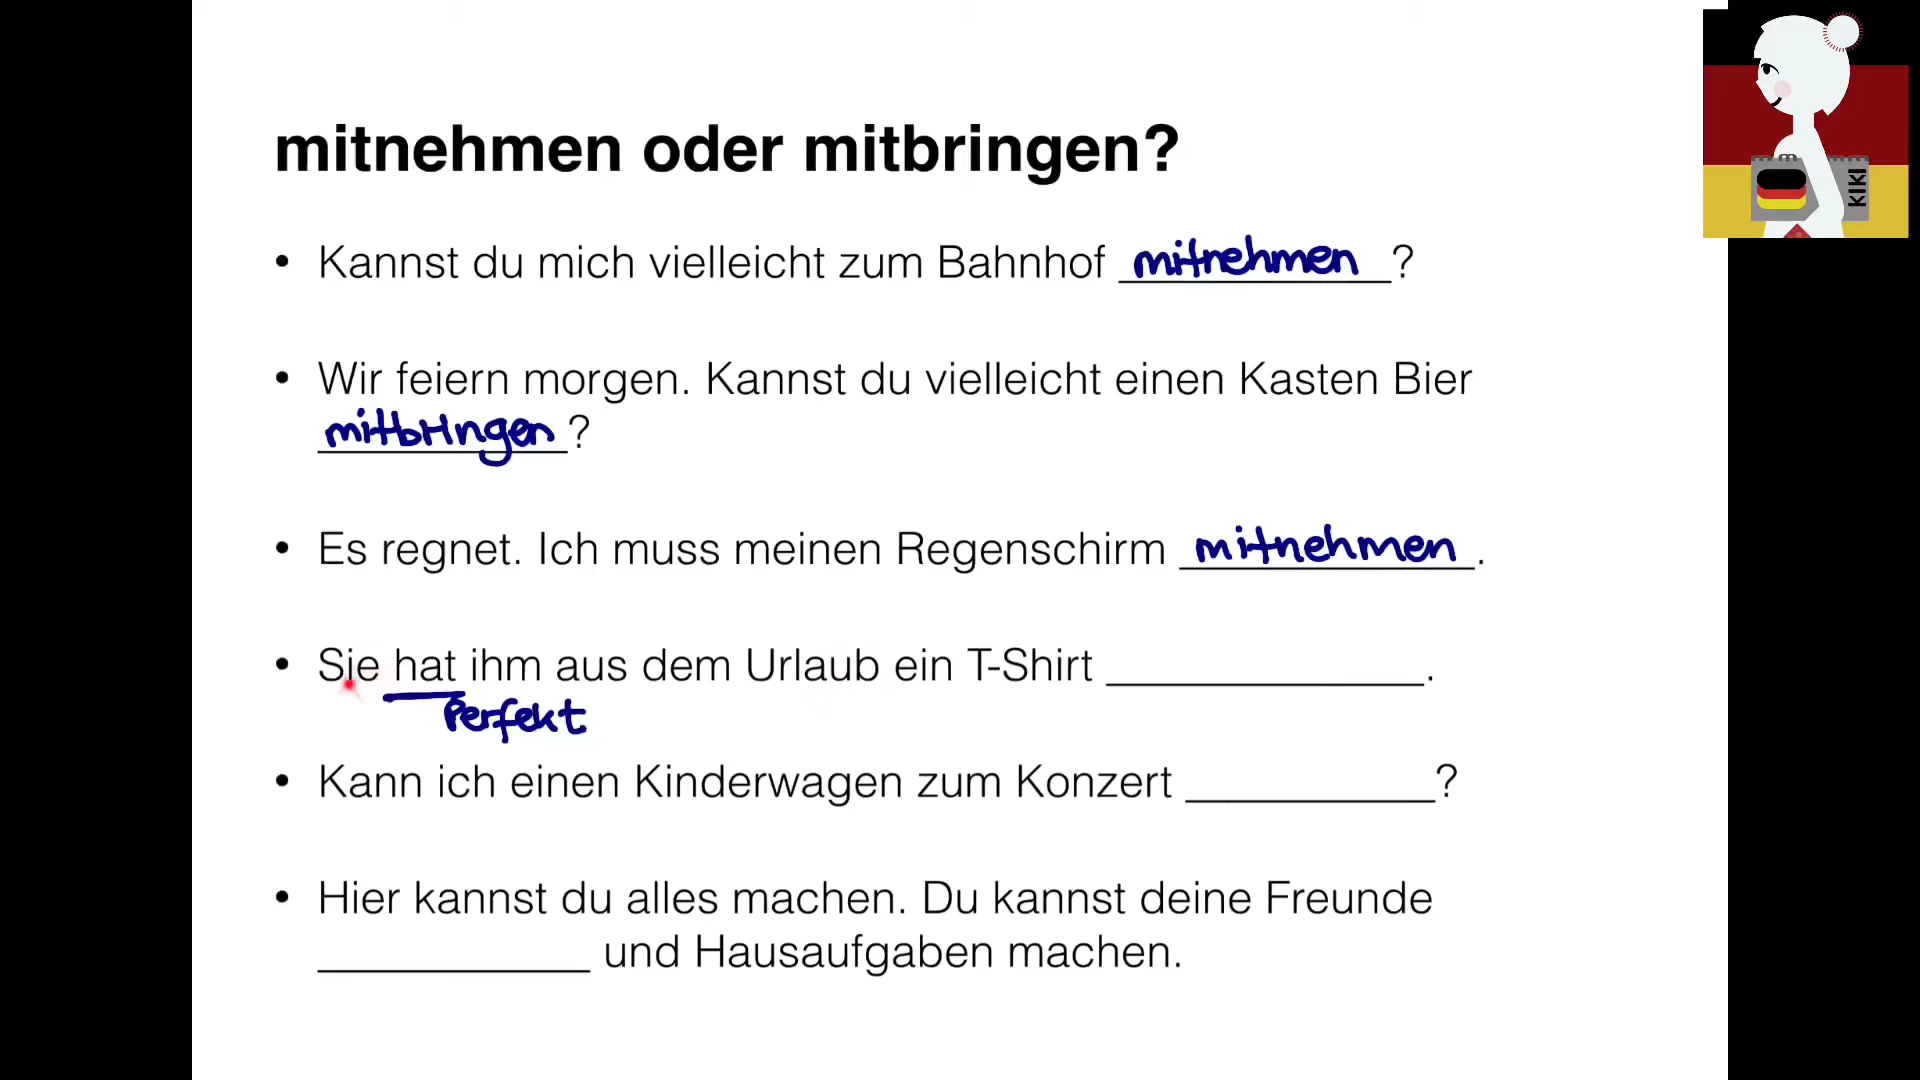 KIKI
mitnehmen oder mitbringen?
• Kannst du mich vielleicht zum Bahnhof mitnehmen?
• Wir feiern morgen. Kannst du vielleicht einen Kasten Bier
mitbringen?
• Es regnet. Ich muss meinen Regenschirm mitnehmen.
• Sie hat ihm aus dem Urlaub ein T-Shirt ____________.
Perfekt
• Kann ich einen Kinderwagen zum Konzert __________?
• Hier kannst du alles machen. Du kannst deine Freunde
___________ und Hausaufgaben machen.